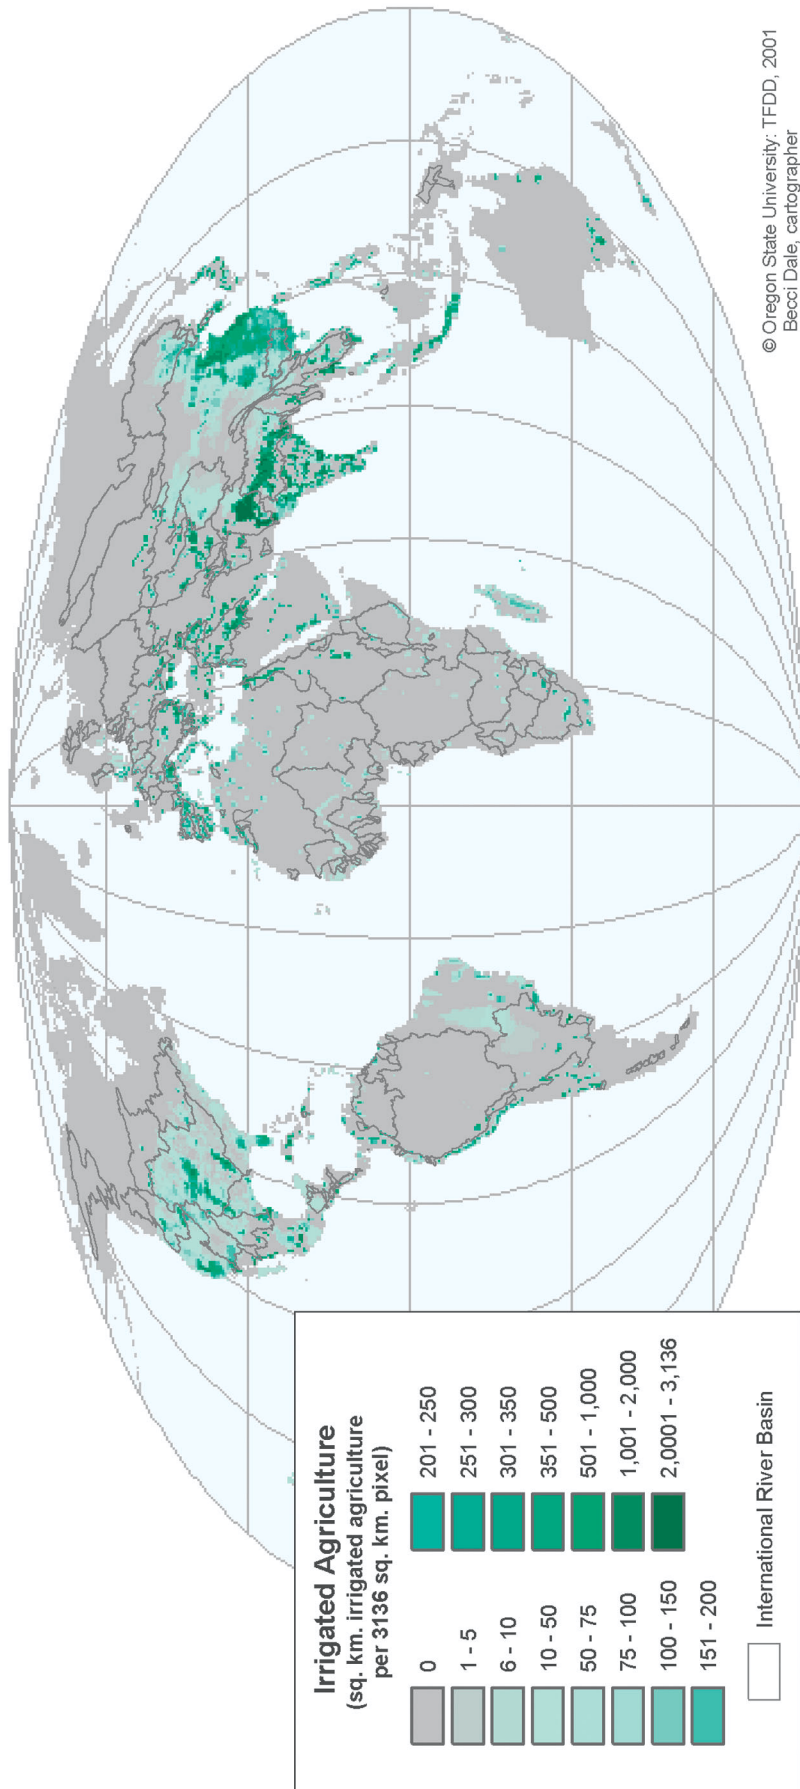 Irrigated Agriculture
(sq. km. irrigated agriculture
per 3136 sq. km. pixel)
0
1 - 5
6 - 10
10 - 50
50 - 75
75 - 100
100 - 150
151 - 200
201 - 250
251 - 300
301 - 350
351 - 500
501 - 1,000
1,001 - 2,000
2,0001 - 3,136
International River Basin
© Oregon State University: TFDD, 2001
Becci Dale, cartographer